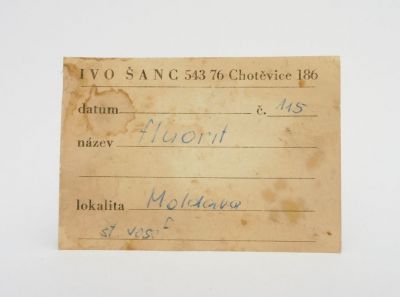 IVO ŠANC 543 76 Chotěvice 186
datum č. 115
název fluorit
lokalita Moldava